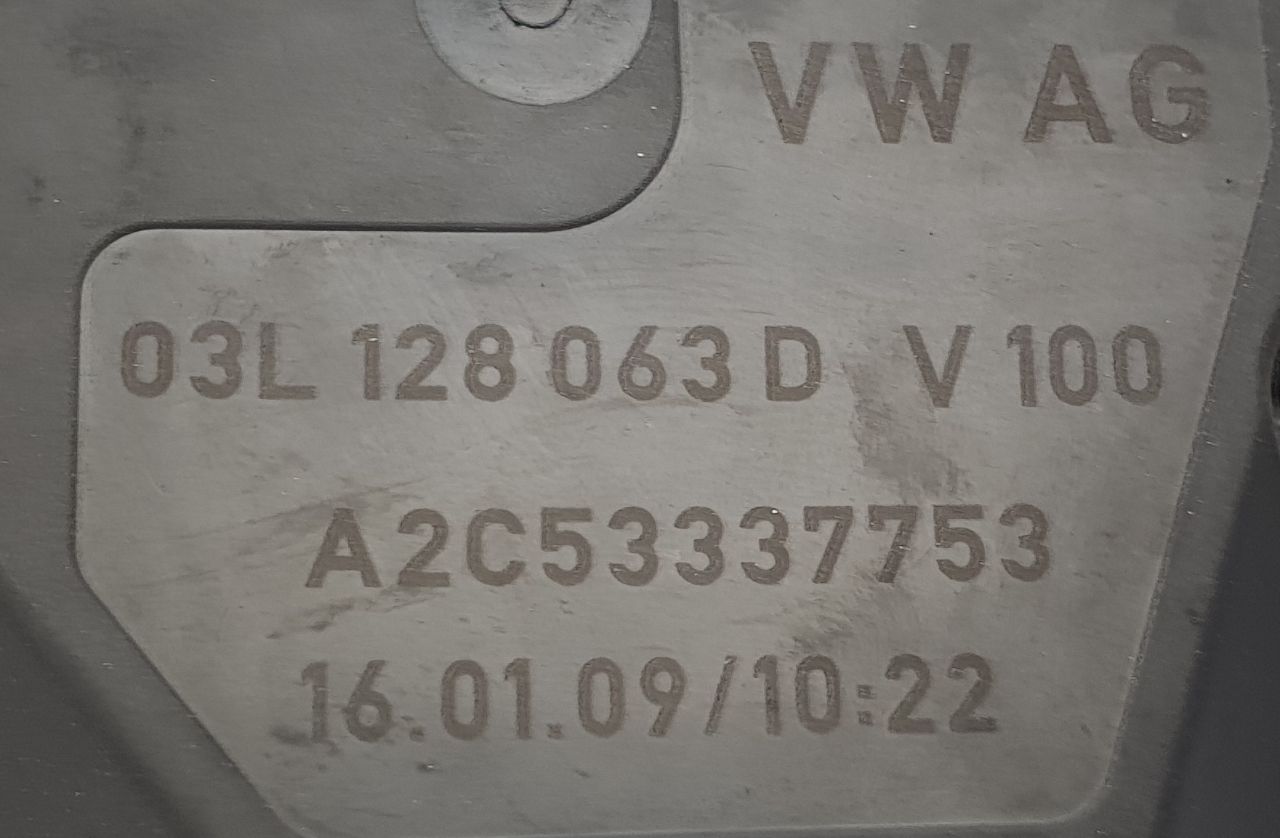 VW AG
03L 128 063 D V 100
A2C53337753
16.01.09/10:22